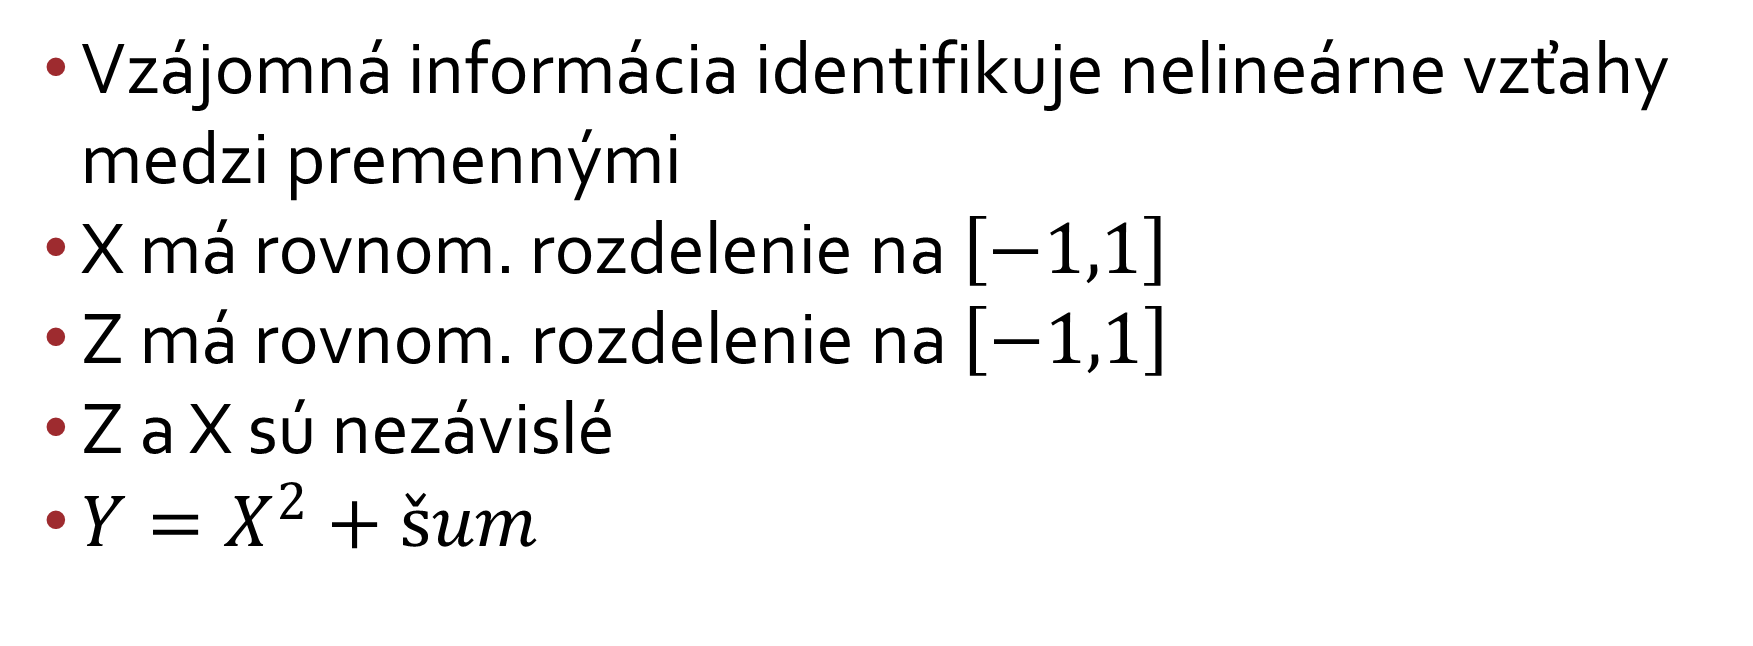 • Vzájomná informácia identifikuje nelineárne vzťahy
medzi premennými
• X má rovnom. rozdelenie na [−1,1]
• Z má rovnom. rozdelenie na [−1,1]
• Z a X sú nezávislé
• Y = X² + šum